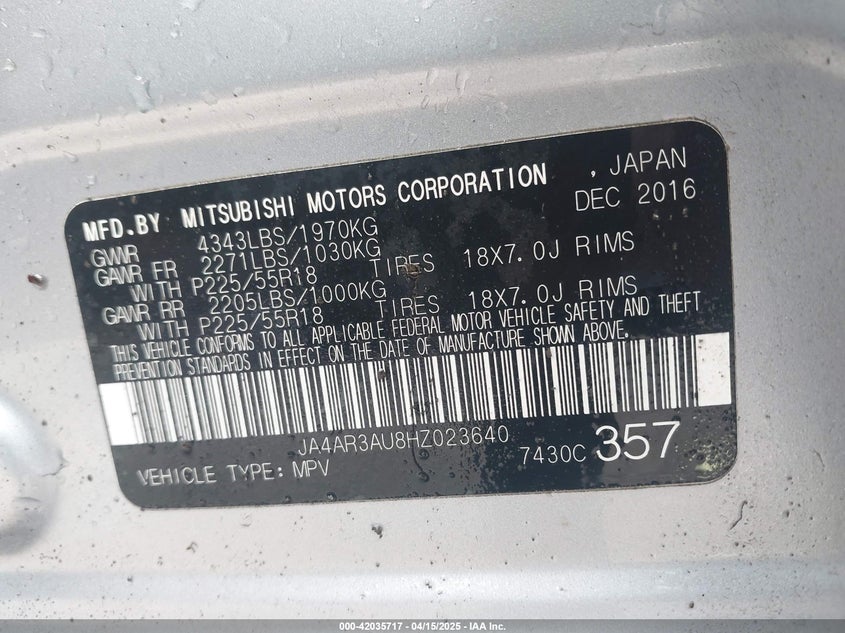 MFD.BY MITSUBISHI MOTORS CORPORATION , JAPAN
GVWR 4343LBS/1970KG DEC 2016
GAWR FR 2271LBS/1030KG
WITH P225/55R18 TIRES 18X7.0J RIMS
GAWR RR 2205LBS/1000KG
WITH P225/55R18 TIRES 18X7.0J RIMS
THIS VEHICLE CONFORMS TO ALL APPLICABLE FEDERAL MOTOR VEHICLE SAFETY AND THEFT
PREVENTION STANDARDS IN EFFECT ON THE DATE OF MANUFACTURE SHOWN ABOVE.
JA4AR3AU8HZ023640
VEHICLE TYPE: MPV 7430C 357
000-42035717 - 04/15/2025 - IAA Inc.